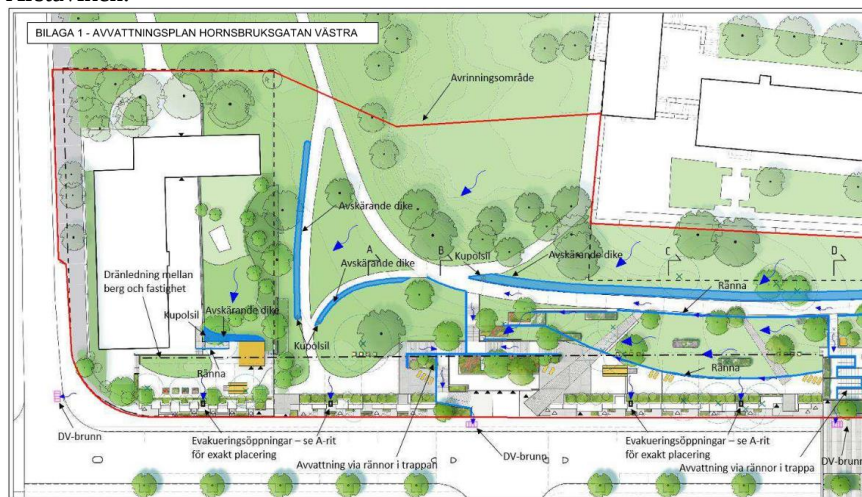 BILAGA 1 - AVVATTNINGSPLAN HORNSBRUKSGATAN VÄSTRA
Avrinningsområde
Avskärande dike
A
B
Kupolsil
Avskärande dike
C
D
Avskärande dike
Dränledning mellan
berg och fastighet
Kupolsil
Avskärande dike
Kupolsil
Ränna
Ränna
Ränna
DV-brunn
Evakueringsöppningar – se A-rit
för exakt placering
Avvattning via rännor i trappan
DV-brunn
Evakueringsöppningar – se A-rit
för exakt placering
Avvattning via rännor i trappa
DV-brunn